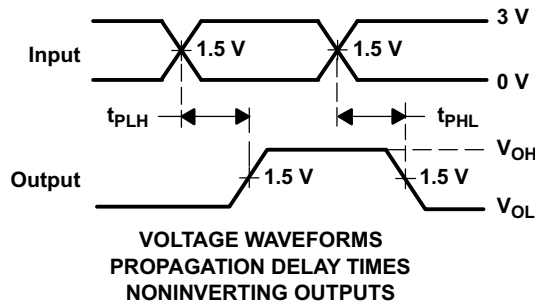 3 V
Input
1.5 V
1.5 V
0 V
tPLH
tPHL
VOH
Output
1.5 V
1.5 V
VOL
VOLTAGE WAVEFORMS
PROPAGATION DELAY TIMES
NONINVERTING OUTPUTS